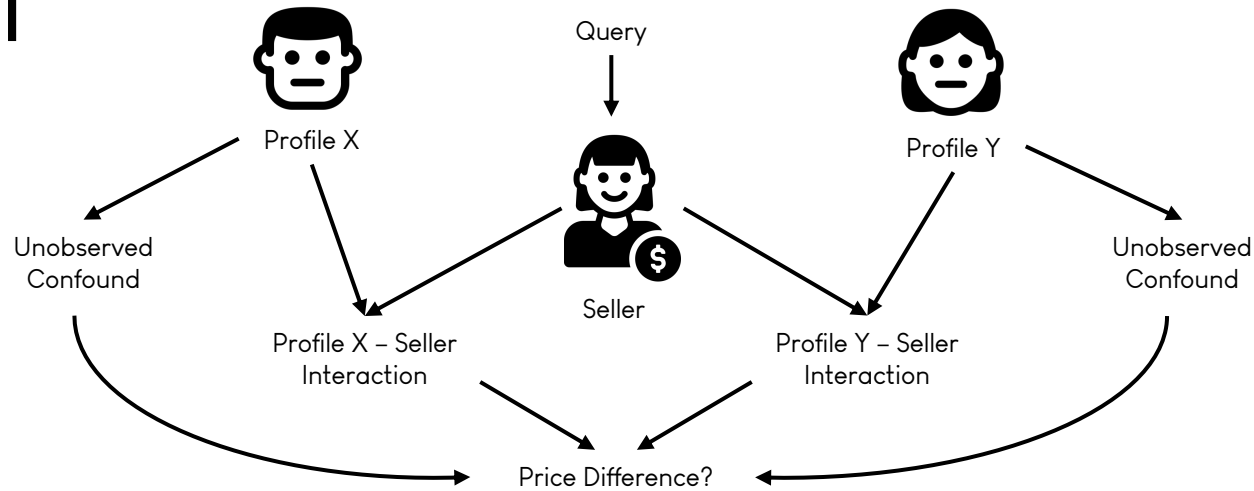 Query
Profile X
Profile Y
Unobserved
Confound
$
Seller
Unobserved
Confound
Profile X – Seller
Interaction
Profile Y – Seller
Interaction
Price Difference?